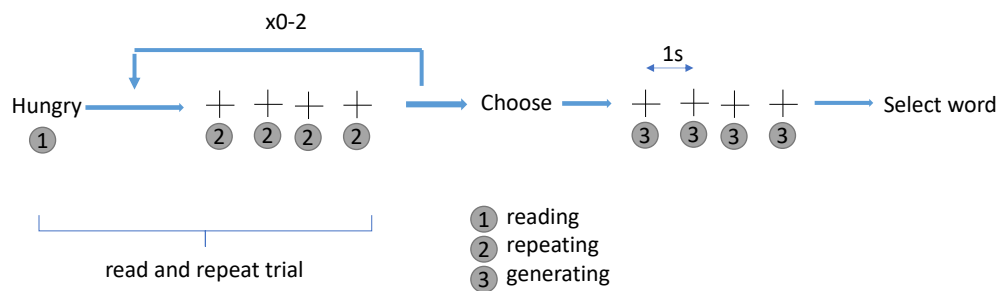 x0-2
1s
Hungry
Choose
Select word
1
2 2 2 2
3 3 3 3
1 reading
2 repeating
3 generating
read and repeat trial